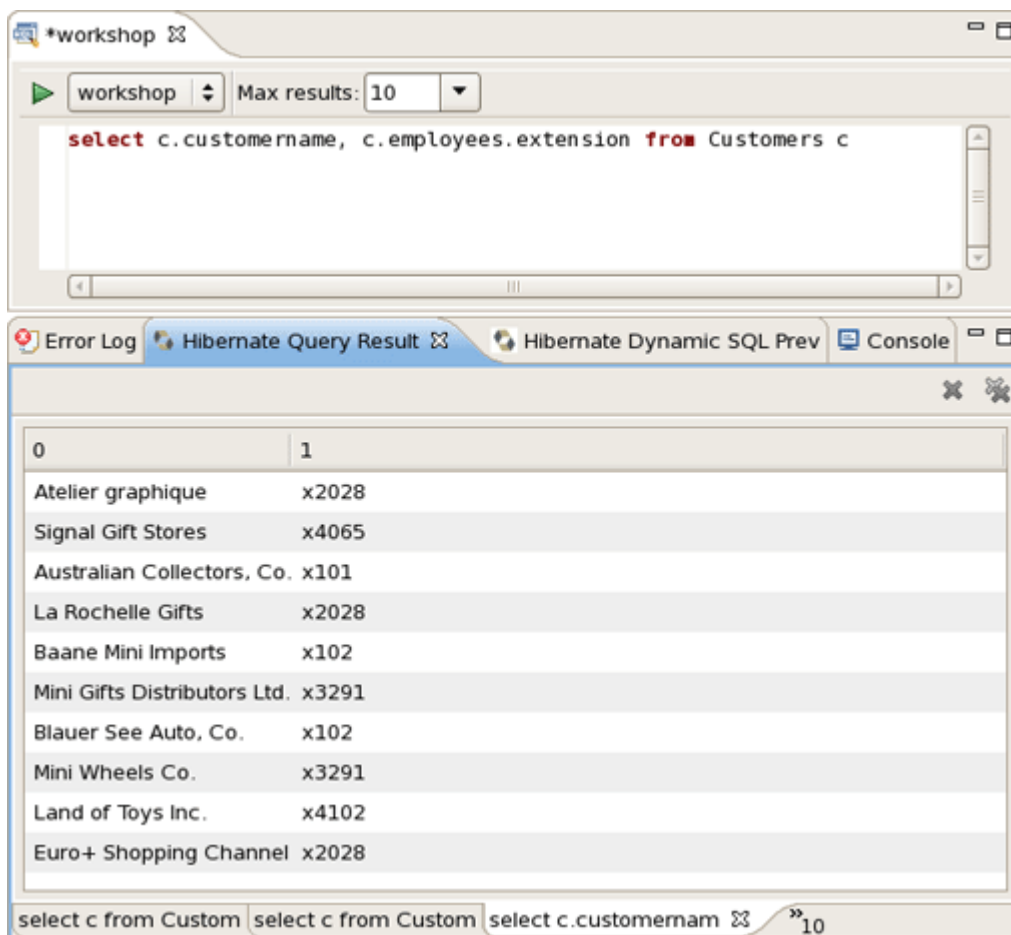 *workshop
workshop Max results: 10
select c.customername, c.employees.extension from Customers c
Error Log Hibernate Query Result Hibernate Dynamic SQL Prev Console
0 1
Atelier graphique x2028
Signal Gift Stores x4065
Australian Collectors, Co. x101
La Rochelle Gifts x2028
Baane Mini Imports x102
Mini Gifts Distributors Ltd. x3291
Blauer See Auto, Co. x102
Mini Wheels Co. x3291
Land of Toys Inc. x4102
Euro+ Shopping Channel x2028
select c from Custom select c from Custom select c.customernam »10